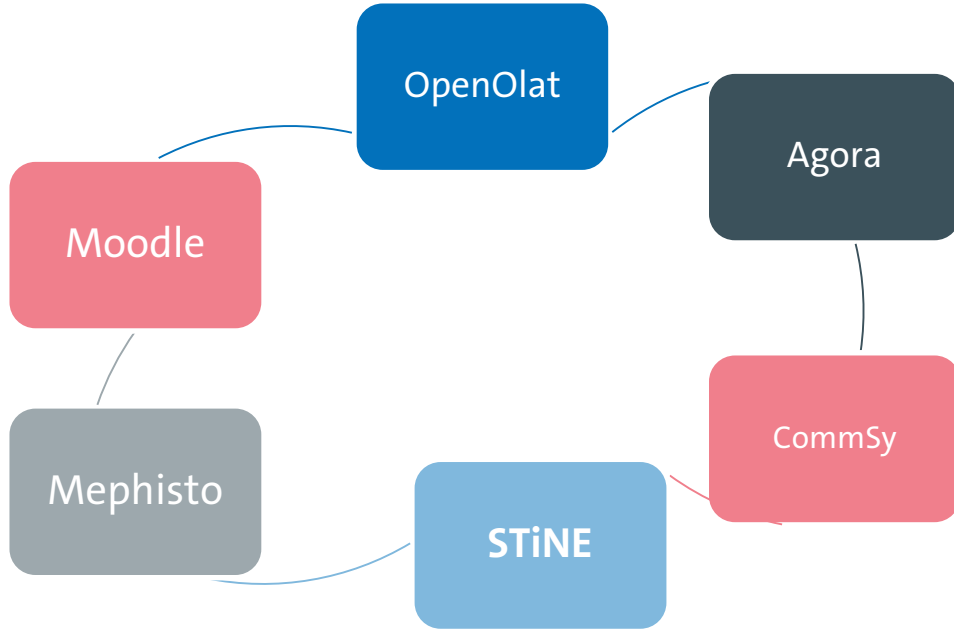 OpenOlat
Agora
Moodle
CommSy
Mephisto
STiNE